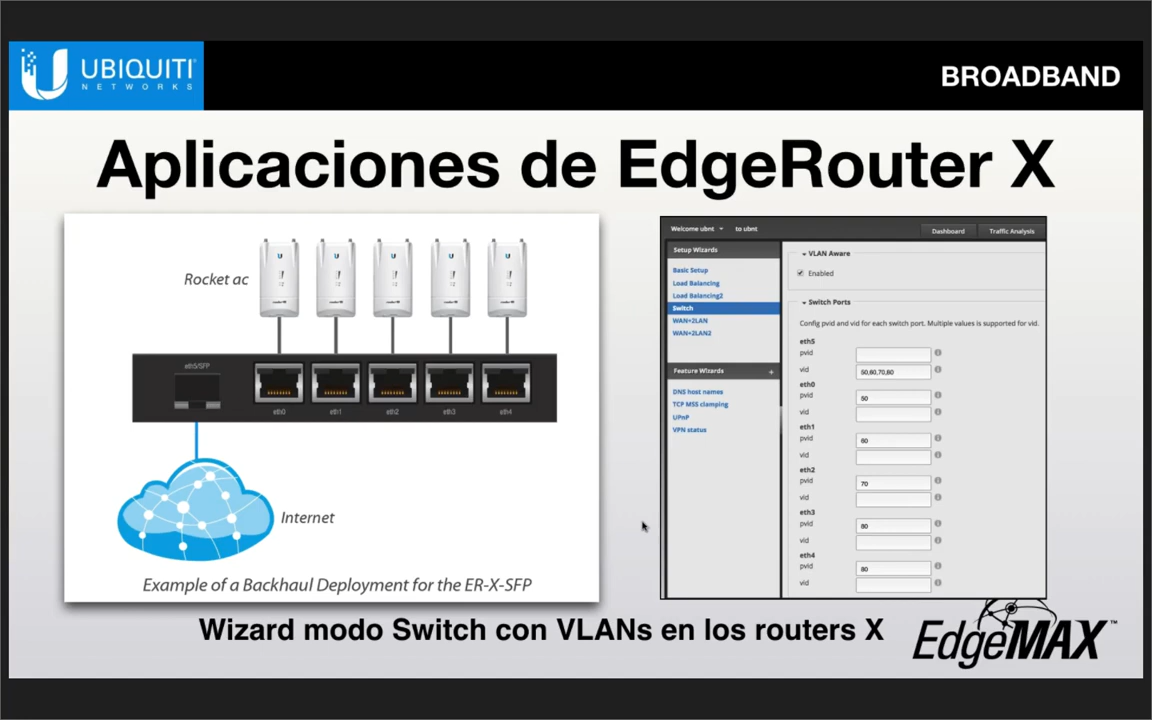 UBIQUITI
NETWORKS
BROADBAND
Aplicaciones de EdgeRouter X
Rocket ac
eth5/SFP
eth0
eth1
eth2
eth3
eth4
Internet
Example of a Backhaul Deployment for the ER-X-SFP
Welcome ubnt
to ubnt
Dashboard
Traffic Analysis
Setup Wizards
Basic Setup
Load Balancing
Load Balancing2
Switch
WAN+2LAN
WAN+2LAN2
Feature Wizards
+
DNS host names
TCP MSS clamping
UPnP
VPN status
VLAN Aware
Enabled
Switch Ports
Config pvid and vid for each switch port. Multiple values is supported for vid.
eth5
pvid
vid 50,60,70,80
eth0
pvid 50
vid
eth1
pvid 60
vid
eth2
pvid 70
vid
eth3
pvid 80
vid
eth4
pvid 80
vid
Wizard modo Switch con VLANs en los routers X
EdgeMAX™